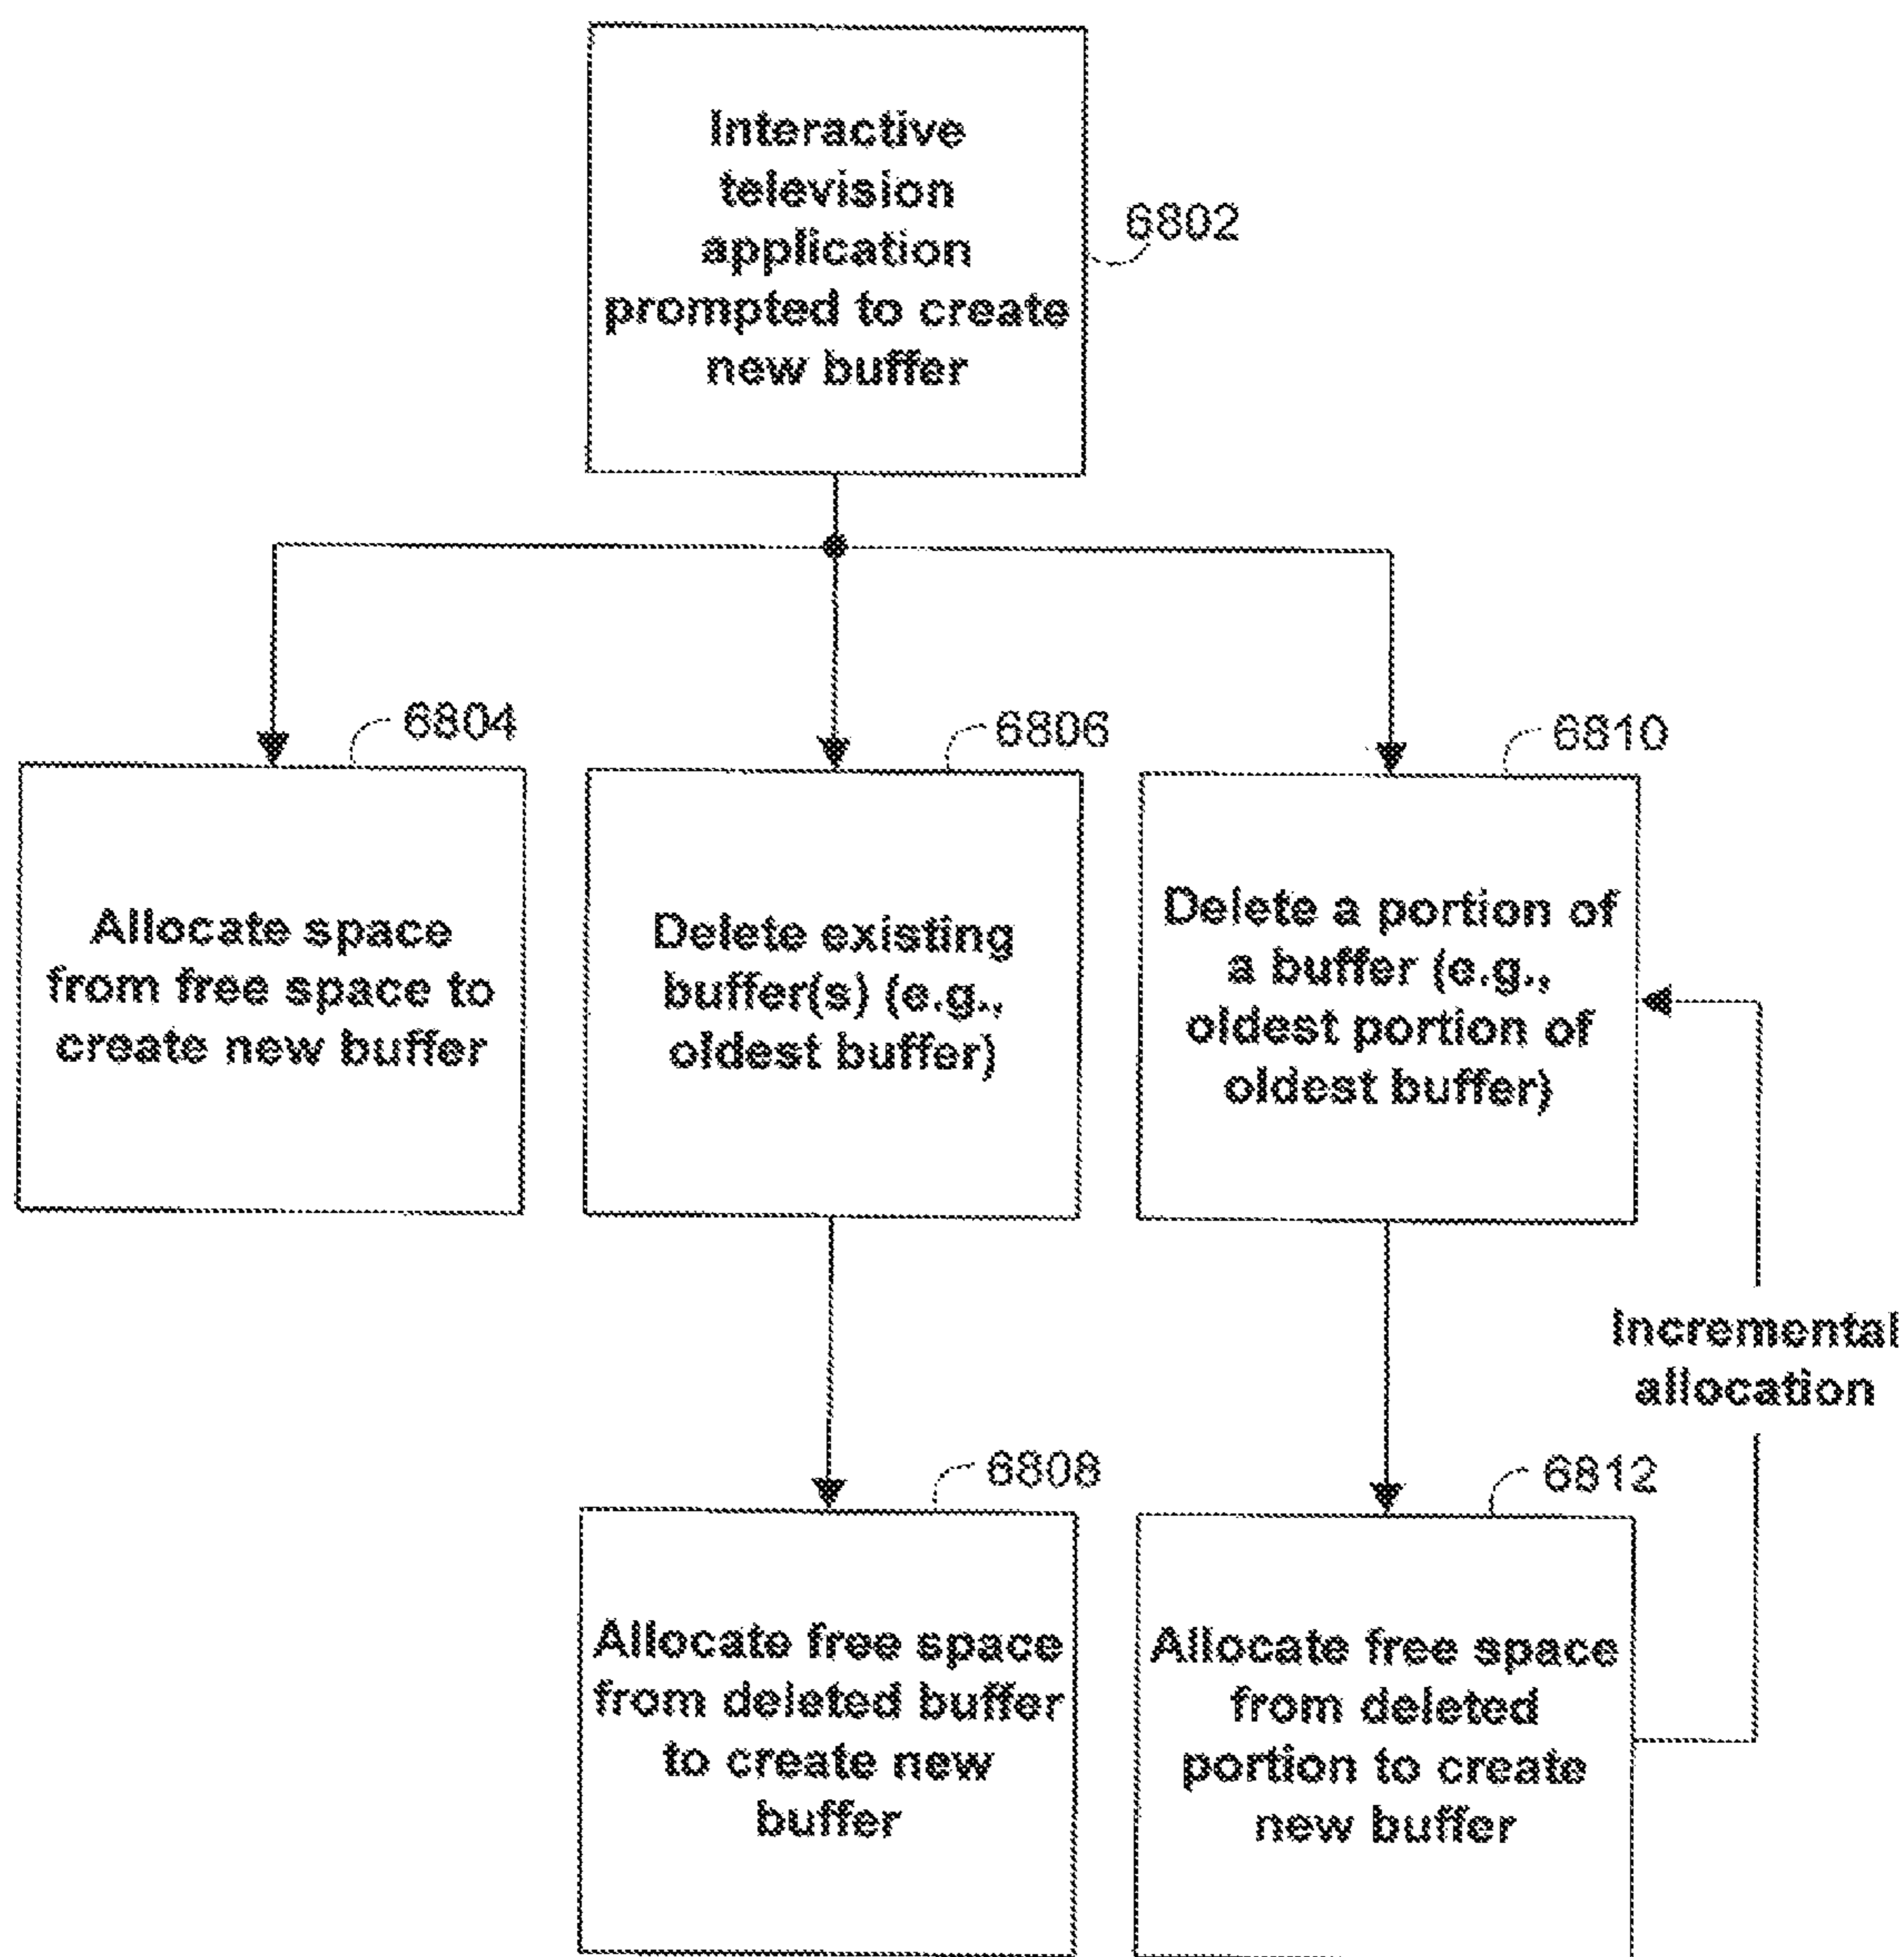 Interactive
television
application
prompted to create
new buffer
6802
6804
6806
6810
Allocate space
from free space to
create new buffer
Delete existing
buffer(s) (e.g.,
oldest buffer)
Delete a portion of
a buffer (e.g.,
oldest portion of
oldest buffer)
Incremental
allocation
6808
6812
Allocate free space
from deleted buffer
to create new
buffer
Allocate free space
from deleted
portion to create
new buffer